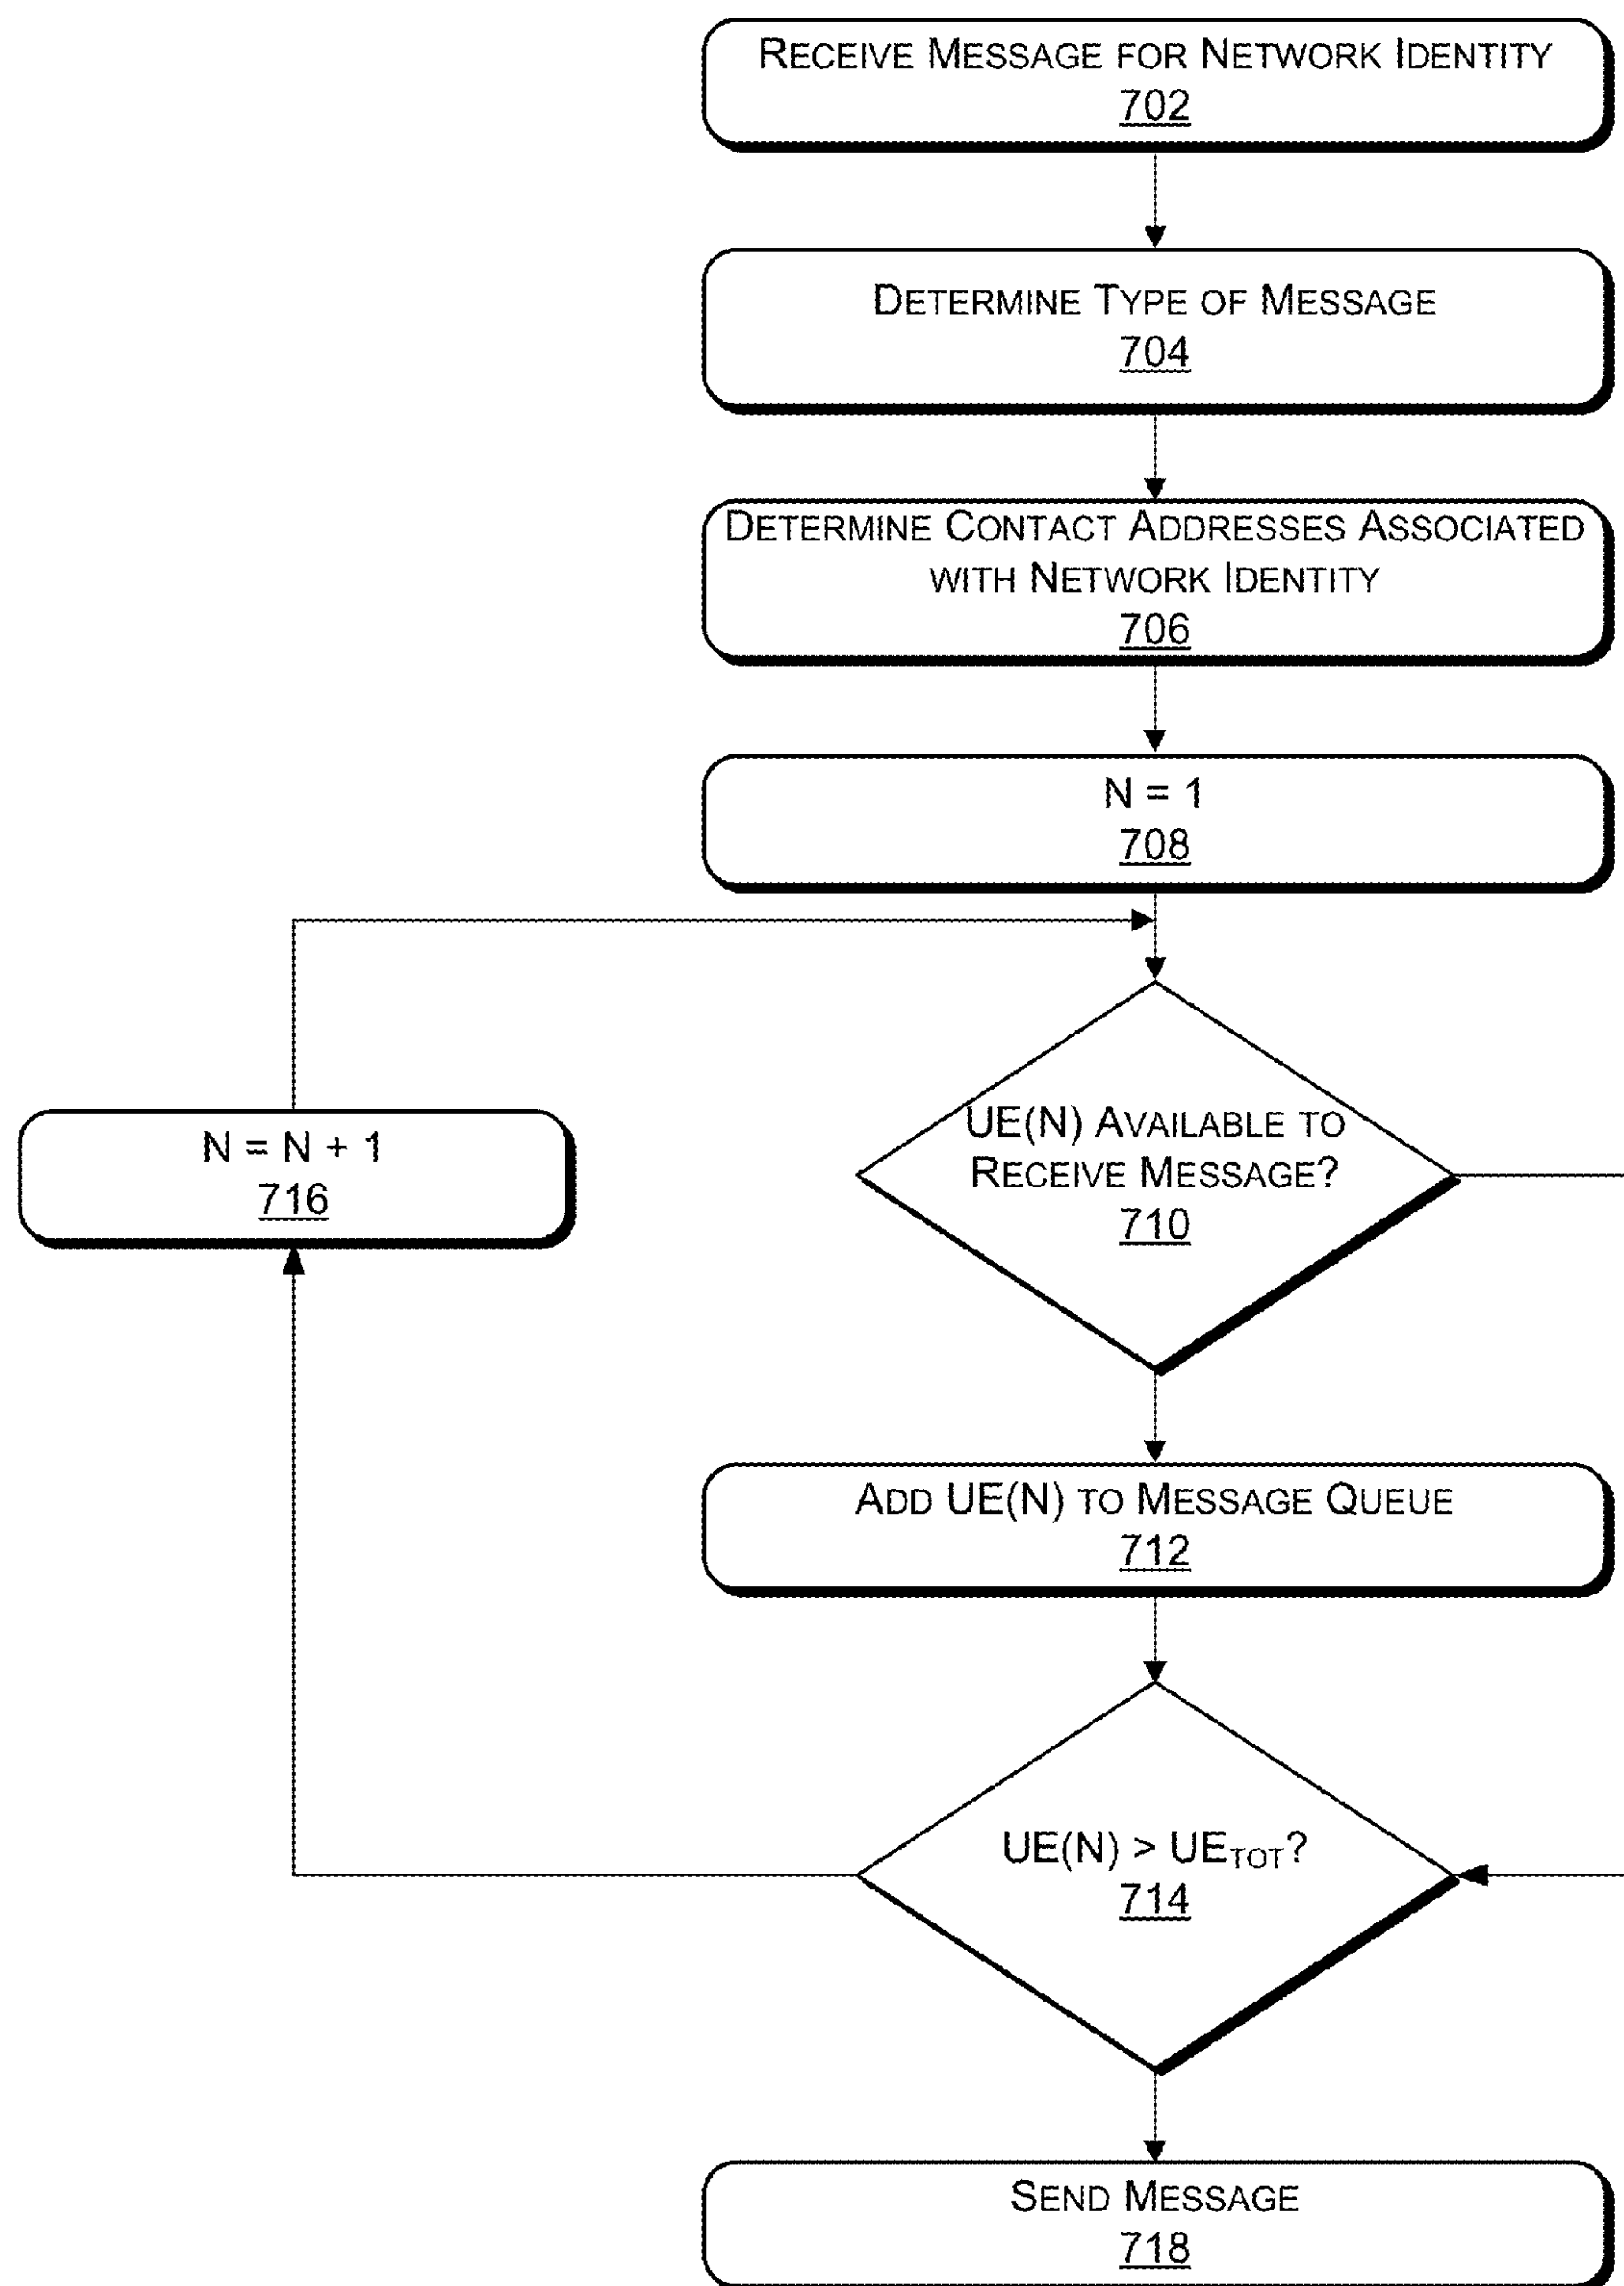 RECEIVE MESSAGE FOR NETWORK IDENTITY
702
DETERMINE TYPE OF MESSAGE
704
DETERMINE CONTACT ADDRESSES ASSOCIATED
WITH NETWORK IDENTITY
706
N = 1
708
UE(N) AVAILABLE TO
RECEIVE MESSAGE?
710
N = N + 1
716
ADD UE(N) TO MESSAGE QUEUE
712
UE(N) > UETOT?
714
SEND MESSAGE
718